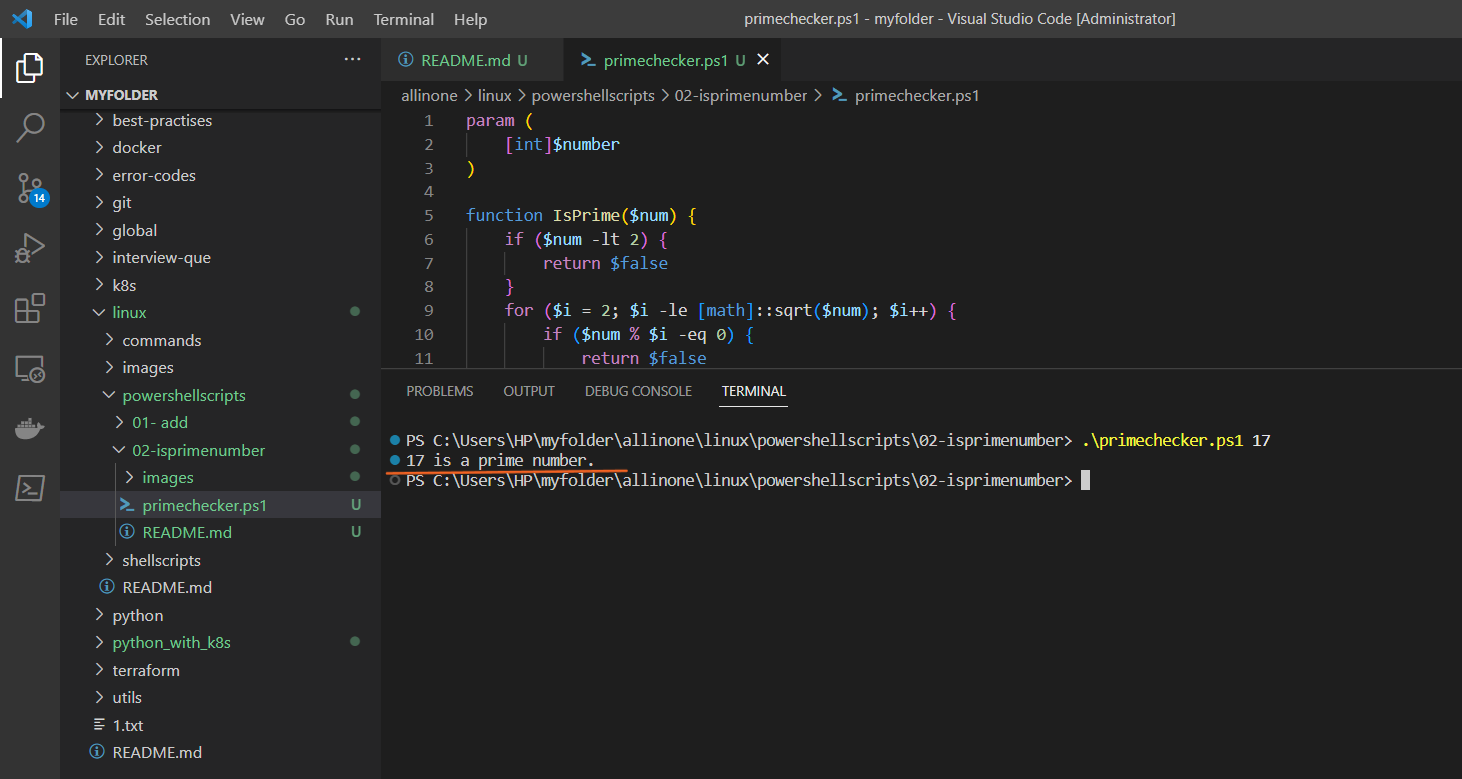 File Edit Selection View Go Run Terminal Help
primechecker.ps1 - myfolder - Visual Studio Code [Administrator]
EXPLORER
MYFOLDER
best-practises
docker
error-codes
git
global
interview-que
k8s
linux
commands
images
powershellscripts
01- add
02-isprimenumber
images
primechecker.ps1 U
README.md U
shellscripts
README.md
python
python_with_k8s
terraform
utils
1.txt
README.md
14
README.md U
primechecker.ps1 U
allinone > linux > powershellscripts > 02-isprimenumber > primechecker.ps1
1 param (
2 [int]$number
3 )
4
5 function IsPrime($num) {
6 if ($num -lt 2) {
7 return $false
8 }
9 for ($i = 2; $i -le [math]::sqrt($num); $i++) {
10 if ($num % $i -eq 0) {
11 return $false
PROBLEMS OUTPUT DEBUG CONSOLE TERMINAL
PS C:\Users\HP\myfolder\allinone\linux\powershellscripts\02-isprimenumber> .\primechecker.ps1 17
17 is a prime number.
PS C:\Users\HP\myfolder\allinone\linux\powershellscripts\02-isprimenumber>